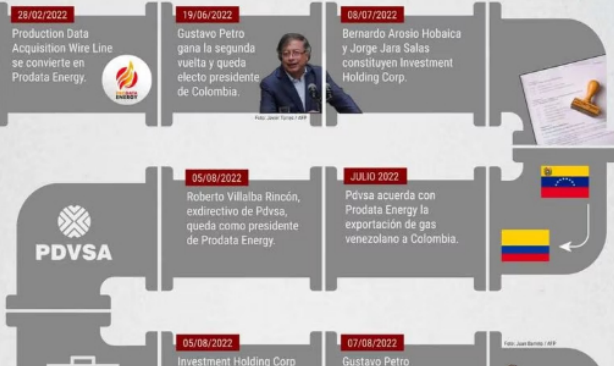 28/02/2022
Production Data
Acquisition Wire Line
se convierte en
Prodata Energy.
PRODATA
ENERGY
19/06/2022
Gustavo Petro
gana la segunda
vuelta y queda
electo presidente
de Colombia.
08/07/2022
Bernardo Arosio Hobaica
y Jorge Jara Salas
constituyen Investment
Holding Corp.
PDVSA
05/08/2022
Roberto Villalba Rincón,
exdirectivo de Pdvsa,
queda como presidente
de Prodata Energy.
JULIO 2022
Pdvsa acuerda con
Prodata Energy la
exportación de gas
venezolano a Colombia.
05/08/2022
Investment Holding Corp
07/08/2022
Gustavo Petro